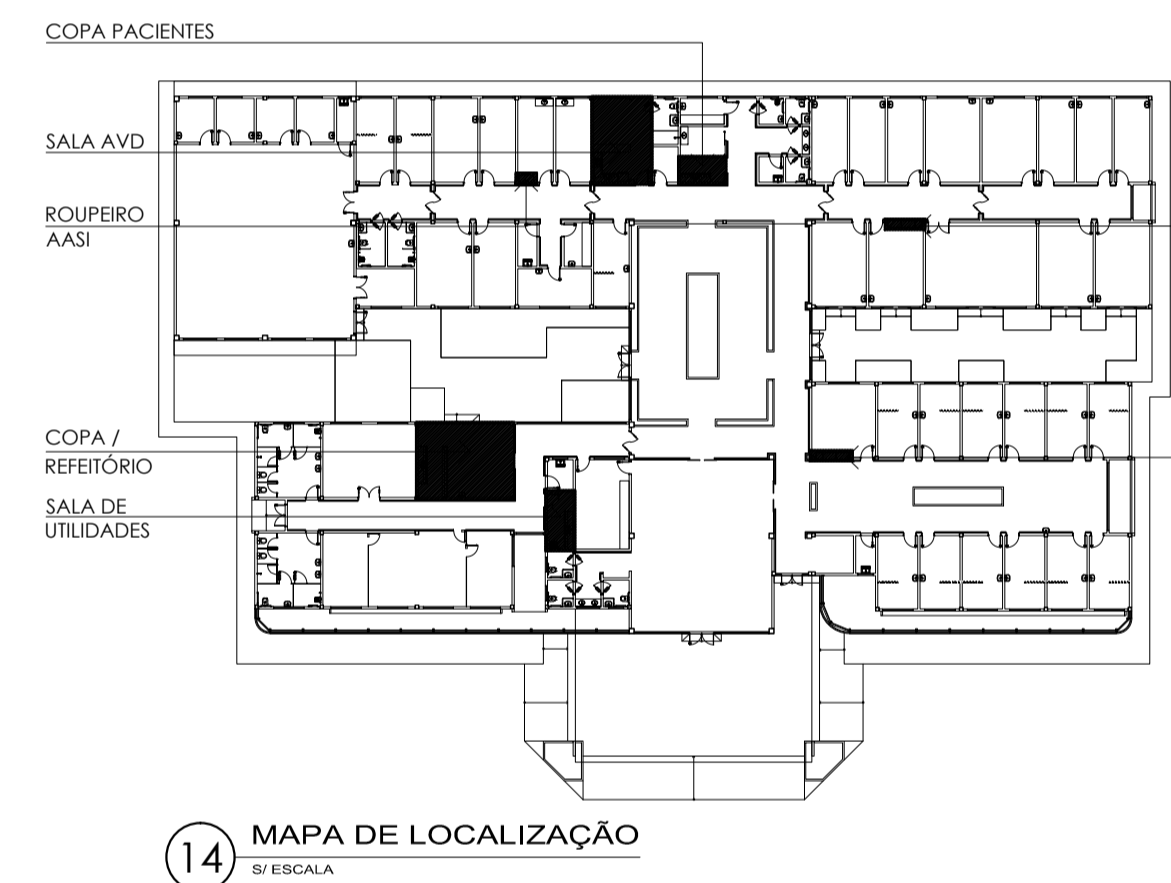 COPA PACIENTES
SALA AVD
ROUPEIRO
AASI
COPA /
REFEITÓRIO
SALA DE
UTILIDADES
14
MAPA DE LOCALIZAÇÃO
S/ ESCALA